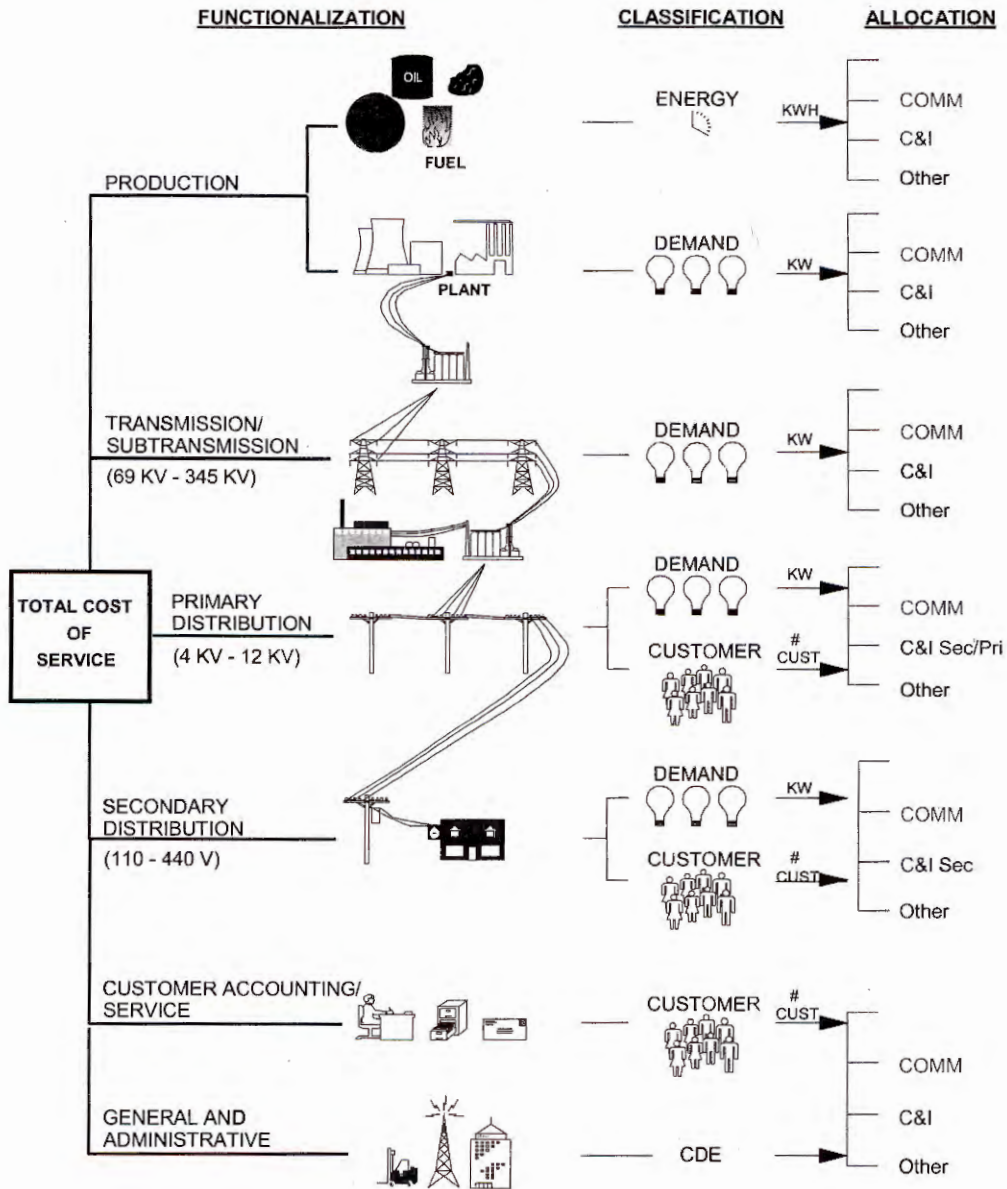 FUNCTIONALIZATION
CLASSIFICATION
ALLOCATION
OIL
FUEL
PRODUCTION
ENERGY
KWH
COMM
C&I
Other
PLANT
DEMAND
KW
COMM
C&I
Other
TRANSMISSION/
SUBTRANSMISSION
(69 KV - 345 KV)
DEMAND
KW
COMM
C&I
Other
TOTAL COST
OF
SERVICE
PRIMARY
DISTRIBUTION
(4 KV - 12 KV)
DEMAND
KW
CUSTOMER
#
CUST
COMM
C&I Sec/Pri
Other
SECONDARY
DISTRIBUTION
(110 - 440 V)
DEMAND
KW
CUSTOMER
#
CUST
COMM
C&I Sec
Other
CUSTOMER ACCOUNTING/
SERVICE
CUSTOMER
#
CUST
GENERAL AND
ADMINISTRATIVE
CDE
COMM
C&I
Other